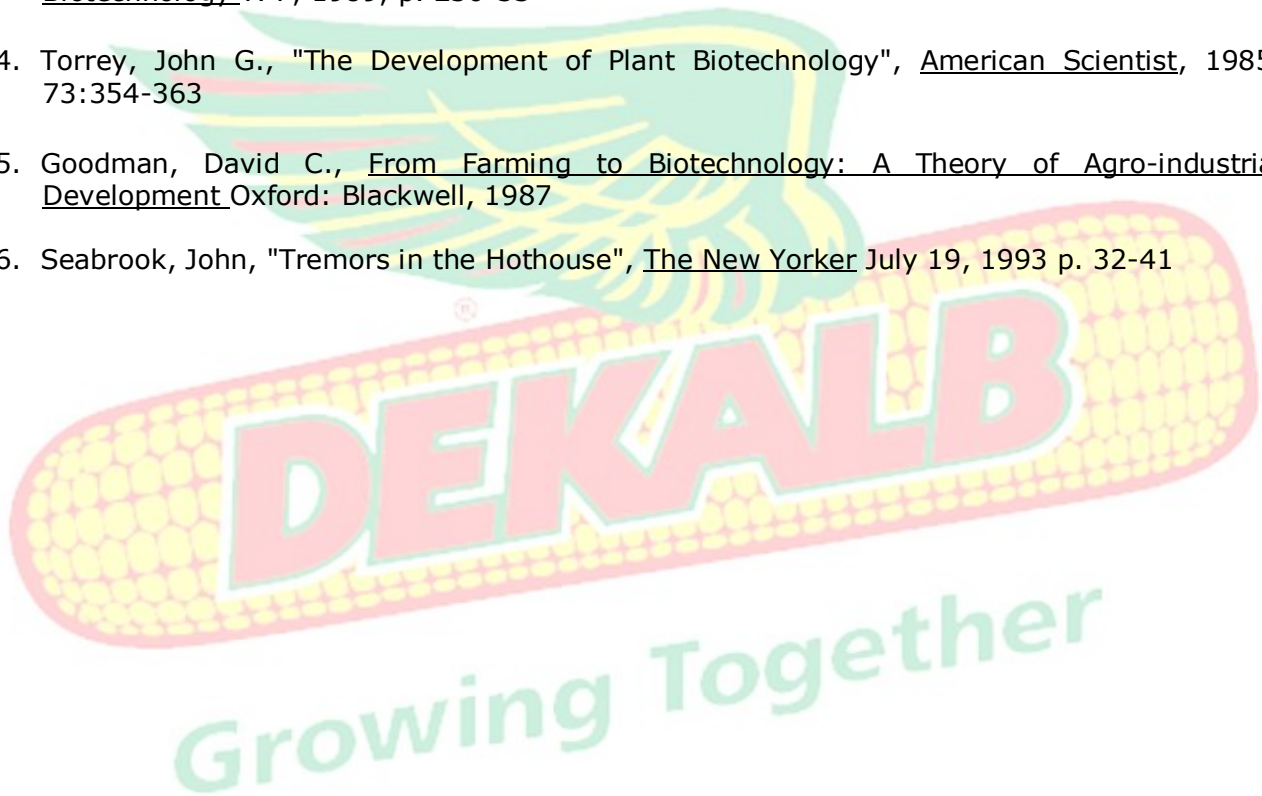 4. Torrey, John G., "The Development of Plant Biotechnology", American Scientist, 1985
73:354-363
5. Goodman, David C., From Farming to Biotechnology: A Theory of Agro-industria
Development Oxford: Blackwell, 1987
6. Seabrook, John, "Tremors in the Hothouse", The New Yorker July 19, 1993 p. 32-41
®
DEKALB
Growing Together